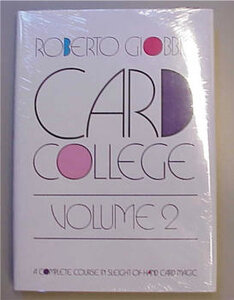 ROBERTO GIOBBI
CARD
COLLEGE
VOLUME 2
A COMPLETE COURSE IN SLEIGHT-OF-HAND CARD MAGIC